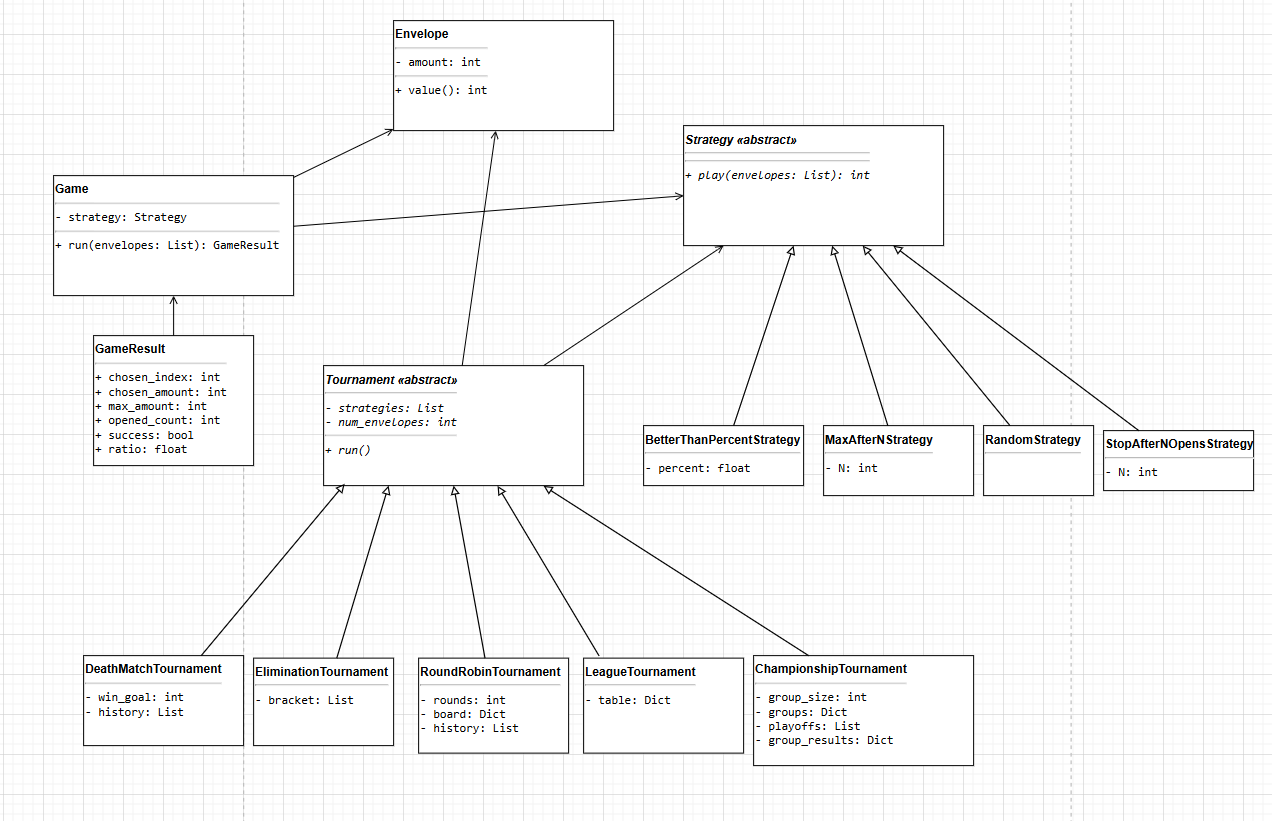 Envelope
- amount: int
+ value(): int
Strategy «abstract»
+ play(envelopes: List): int
Game
- strategy: Strategy
+ run(envelopes: List): GameResult
GameResult
+ chosen_index: int
+ chosen_amount: int
+ max_amount: int
+ opened_count: int
+ success: bool
+ ratio: float
Tournament «abstract»
- strategies: List
- num_envelopes: int
+ run()
BetterThanPercentStrategy
- percent: float
MaxAfterNStrategy
- N: int
RandomStrategy
StopAfterNOpensStrategy
- N: int
DeathMatchTournament
- win_goal: int
- history: List
EliminationTournament
- bracket: List
RoundRobinTournament
- rounds: int
- board: Dict
- history: List
LeagueTournament
- table: Dict
ChampionshipTournament
- group_size: int
- groups: Dict
- playoffs: List
- group_results: Dict